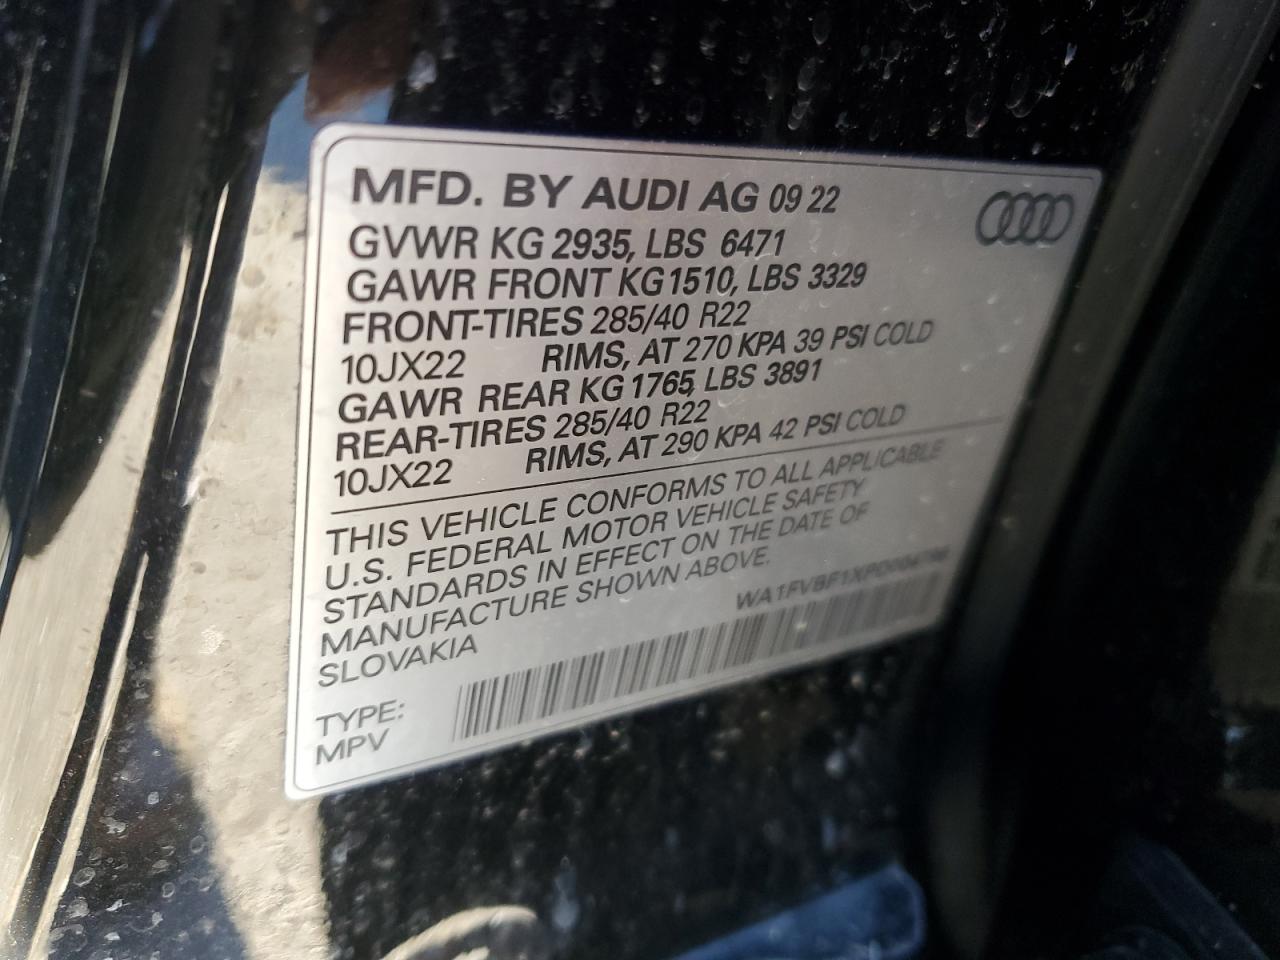 MFD. BY AUDI AG 09 22
GVWR KG 2935, LBS 6471
GAWR FRONT KG 1510, LBS 3329
FRONT-TIRES 285/40 R22
10JX22 RIMS, AT 270 KPA 39 PSI COLD
GAWR REAR KG 1765, LBS 3891
REAR-TIRES 285/40 R22
10JX22 RIMS, AT 290 KPA 42 PSI COLD
THIS VEHICLE CONFORMS TO ALL APPLICABLE
U.S. FEDERAL MOTOR VEHICLE SAFETY
STANDARDS IN EFFECT ON THE DATE OF
MANUFACTURE SHOWN ABOVE.
SLOVAKIA
TYPE:
MPV